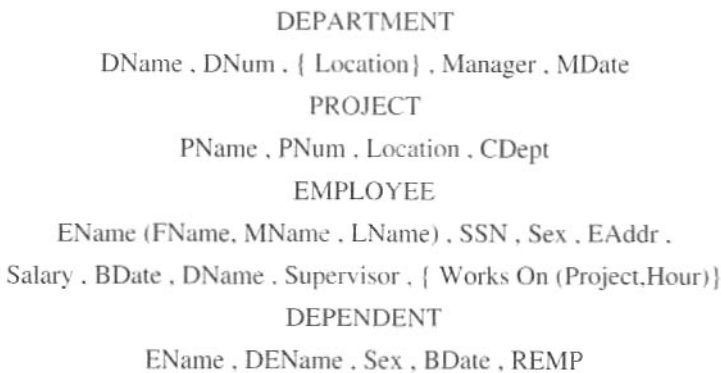 DEPARTMENT
DName , DNum , { Location} , Manager , MDate
PROJECT
PName , PNum , Location , CDept
EMPLOYEE
EName (FName, MName , LName) , SSN , Sex , EAddr ,
Salary , BDate , DName , Supervisor , { Works On (Project,Hour)}
DEPENDENT
EName , DEName , Sex , BDate , REMP